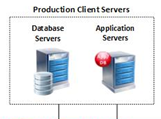 Production Client Servers
Database Application
Servers Servers